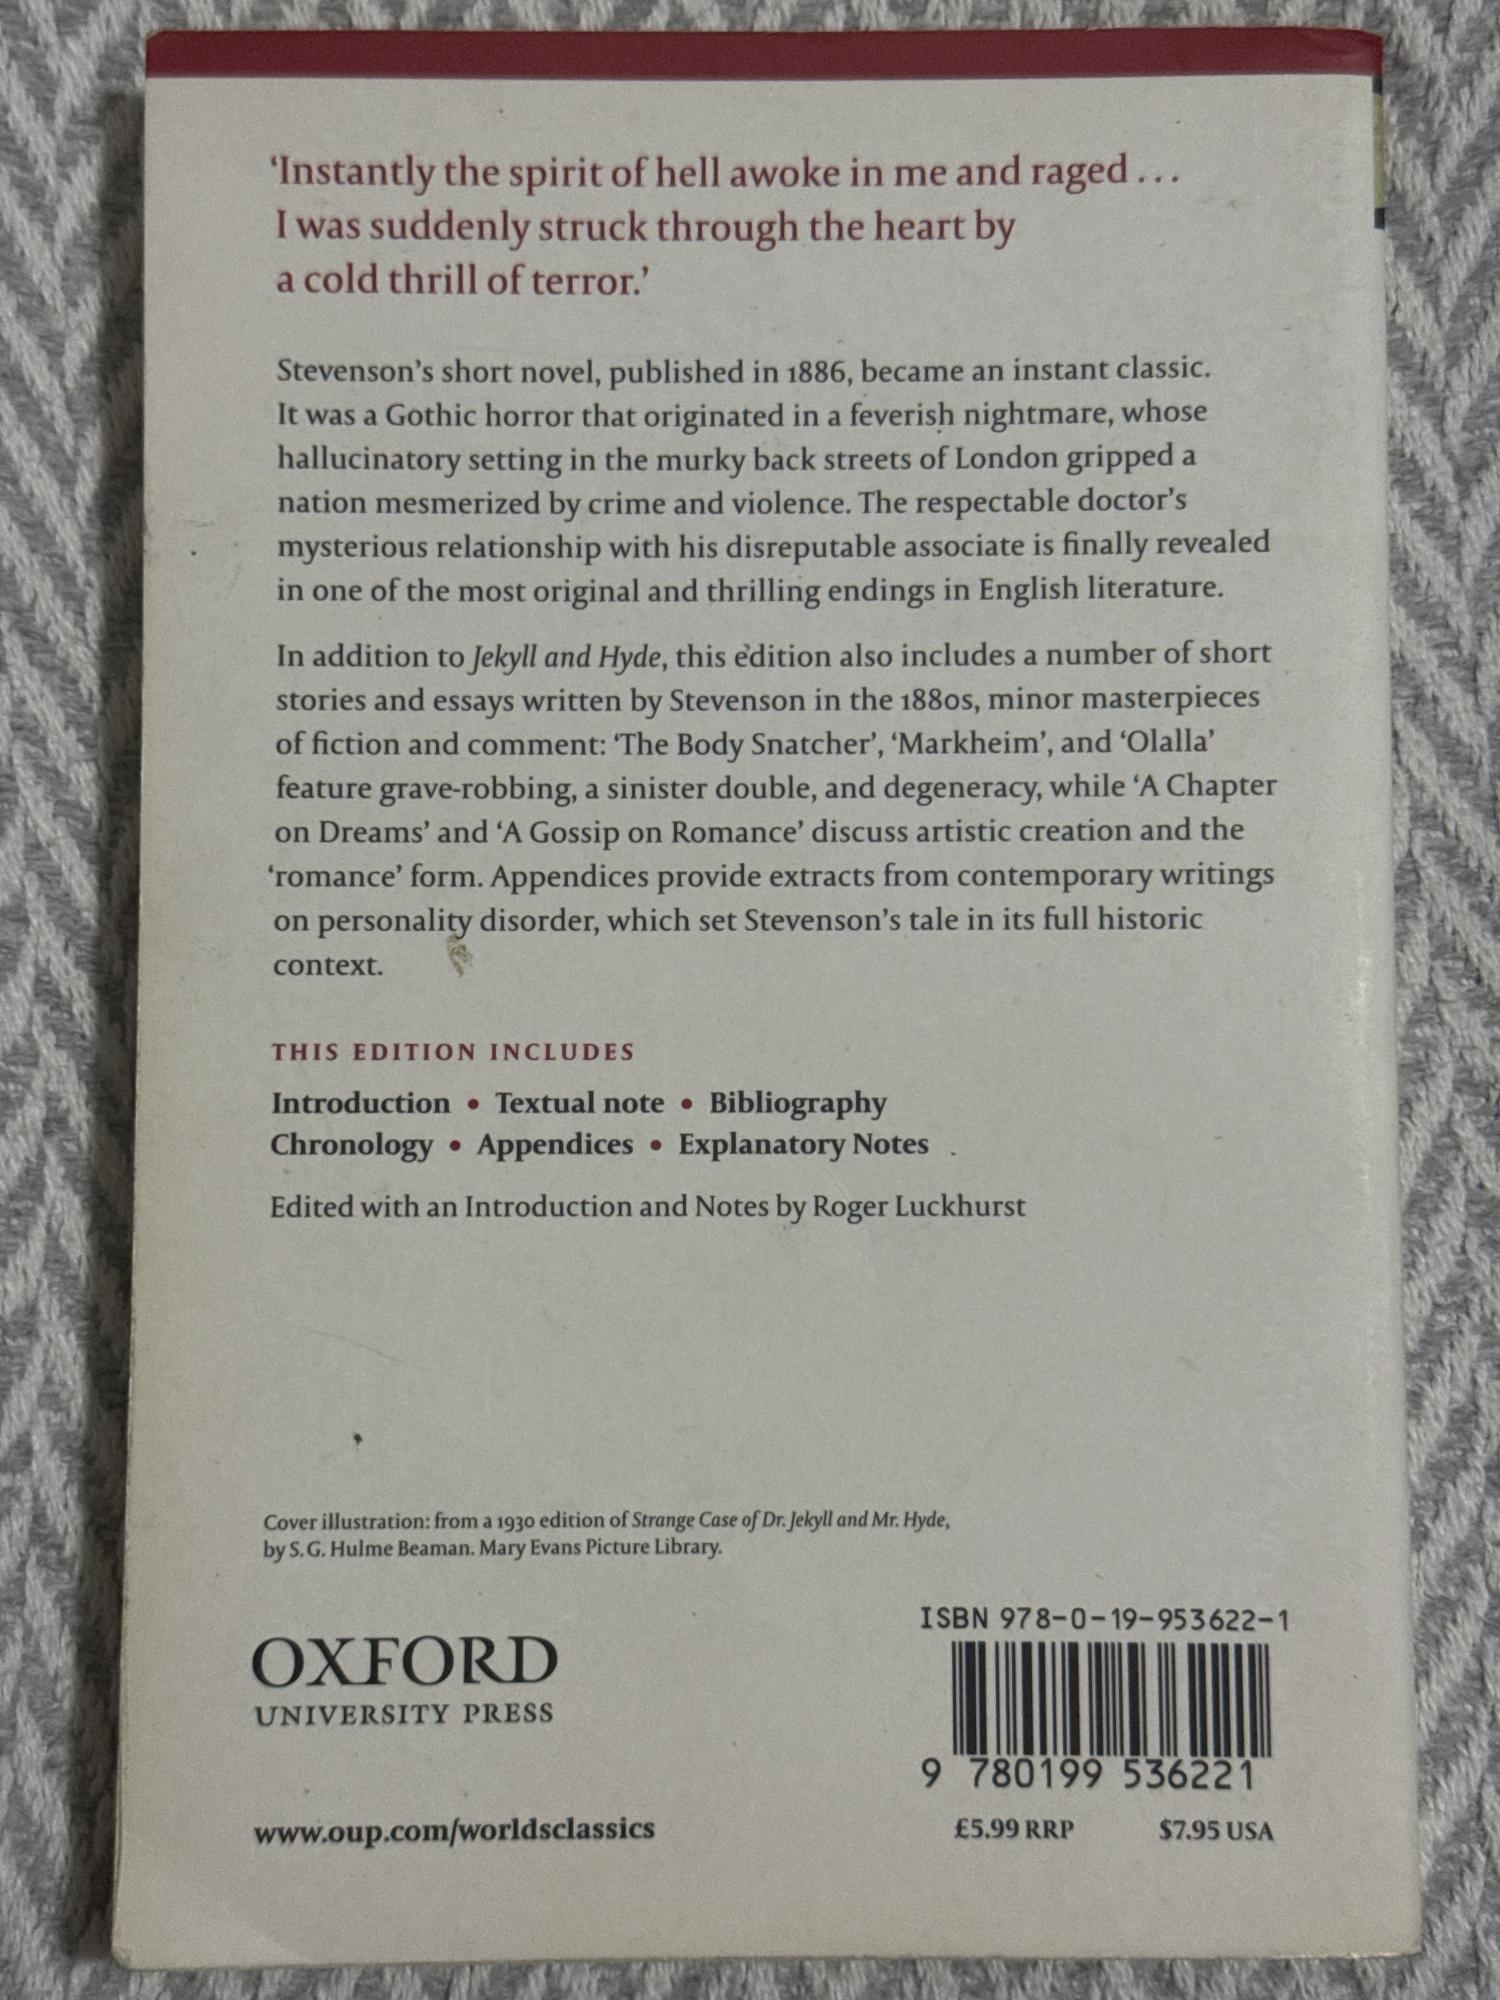 ‘Instantly the spirit of hell awoke in me and raged . . .
I was suddenly struck through the heart by
a cold thrill of terror.’
Stevenson’s short novel, published in 1886, became an instant classic.
It was a Gothic horror that originated in a feverish nightmare, whose
hallucinatory setting in the murky back streets of London gripped a
nation mesmerized by crime and violence. The respectable doctor’s
mysterious relationship with his disreputable associate is finally revealed
in one of the most original and thrilling endings in English literature.
In addition to Jekyll and Hyde, this edition also includes a number of short
stories and essays written by Stevenson in the 1880s, minor masterpieces
of fiction and comment: ‘The Body Snatcher’, ‘Markheim’, and ‘Olalla’
feature grave-robbing, a sinister double, and degeneracy, while ‘A Chapter
on Dreams’ and ‘A Gossip on Romance’ discuss artistic creation and the
‘romance’ form. Appendices provide extracts from contemporary writings
on personality disorder, which set Stevenson’s tale in its full historic
context.
THIS EDITION INCLUDES
Introduction • Textual note • Bibliography
Chronology • Appendices • Explanatory Notes
Edited with an Introduction and Notes by Roger Luckhurst
Cover illustration: from a 1930 edition of Strange Case of Dr. Jekyll and Mr. Hyde,
by S.G. Hulme Beaman. Mary Evans Picture Library.
OXFORD
UNIVERSITY PRESS
www.oup.com/worldsclassics
ISBN 978-0-19-953622-1
9 780199 536221
£5.99 RRP $7.95 USA